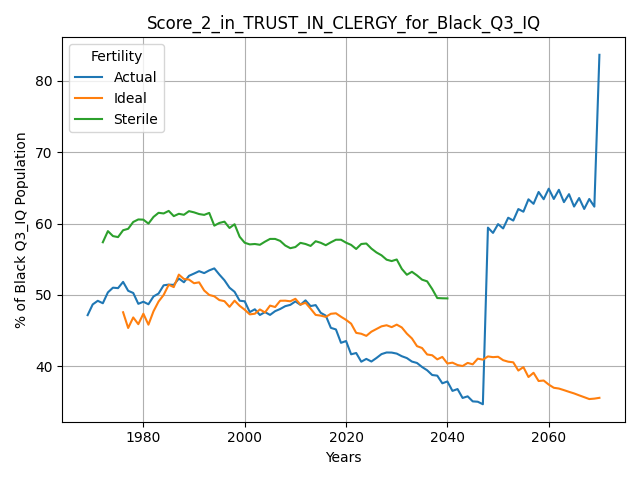 Score_2_in_TRUST_IN_CLERGY_for_Black_Q3_IQ
Fertility
Actual
Ideal
Sterile
% of Black Q3_IQ Population
80
70
60
50
40
1980
2000
2020
2040
2060
Years